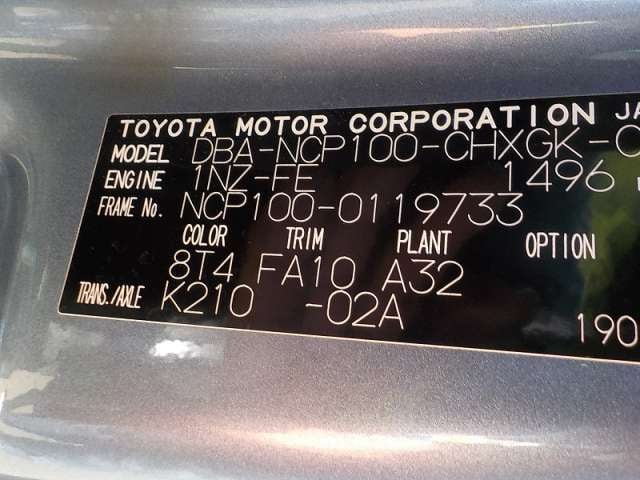 TOYOTA MOTOR CORPORATION JA
MODEL DBA-NCP100-CHXGK-
ENGINE 1NZ-FE 1496
FRAME No. NCP100-0119733
COLOR TRIM PLANT OPTION
8T4 FA10 A32
TRANS./AXLE K210 -02A
190